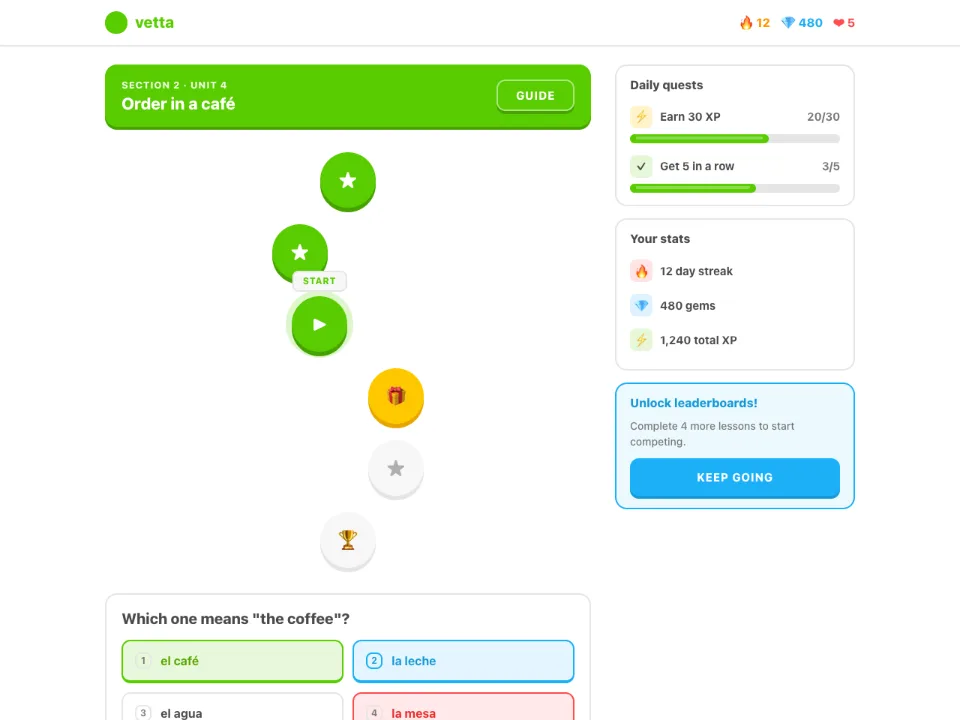 vetta
12 480 5
SECTION 2 · UNIT 4
Order in a café
GUIDE
START
Which one means "the coffee"?
1 el café
2 la leche
3 el agua
4 la mesa
Daily quests
Earn 30 XP 20/30
Get 5 in a row 3/5
Your stats
12 day streak
480 gems
1,240 total XP
Unlock leaderboards!
Complete 4 more lessons to start
competing.
KEEP GOING